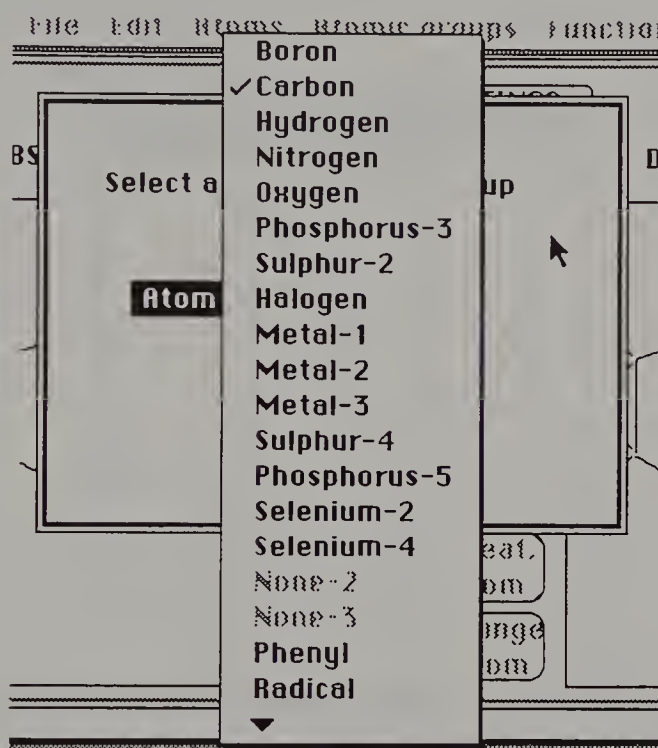 File Edit Atoms Atomic groups Function
Boron
✓Carbon
Hydrogen
Nitrogen
Oxygen
Phosphorus-3
Sulphur-2
Halogen
Metal-1
Metal-2
Metal-3
Sulphur-4
Phosphorus-5
Selenium-2
Selenium-4
None-2
None-3
Phenyl
Radical
BS
D
Select a
up
Atom
eat.
om
nge
om